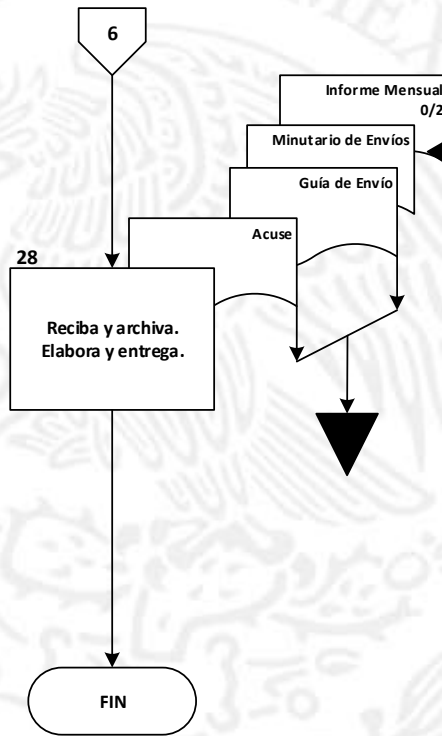 6
Informe Mensual
0/2
Minutario de Envíos
Guía de Envío
Acuse
28
Reciba y archiva.
Elabora y entrega.
FIN